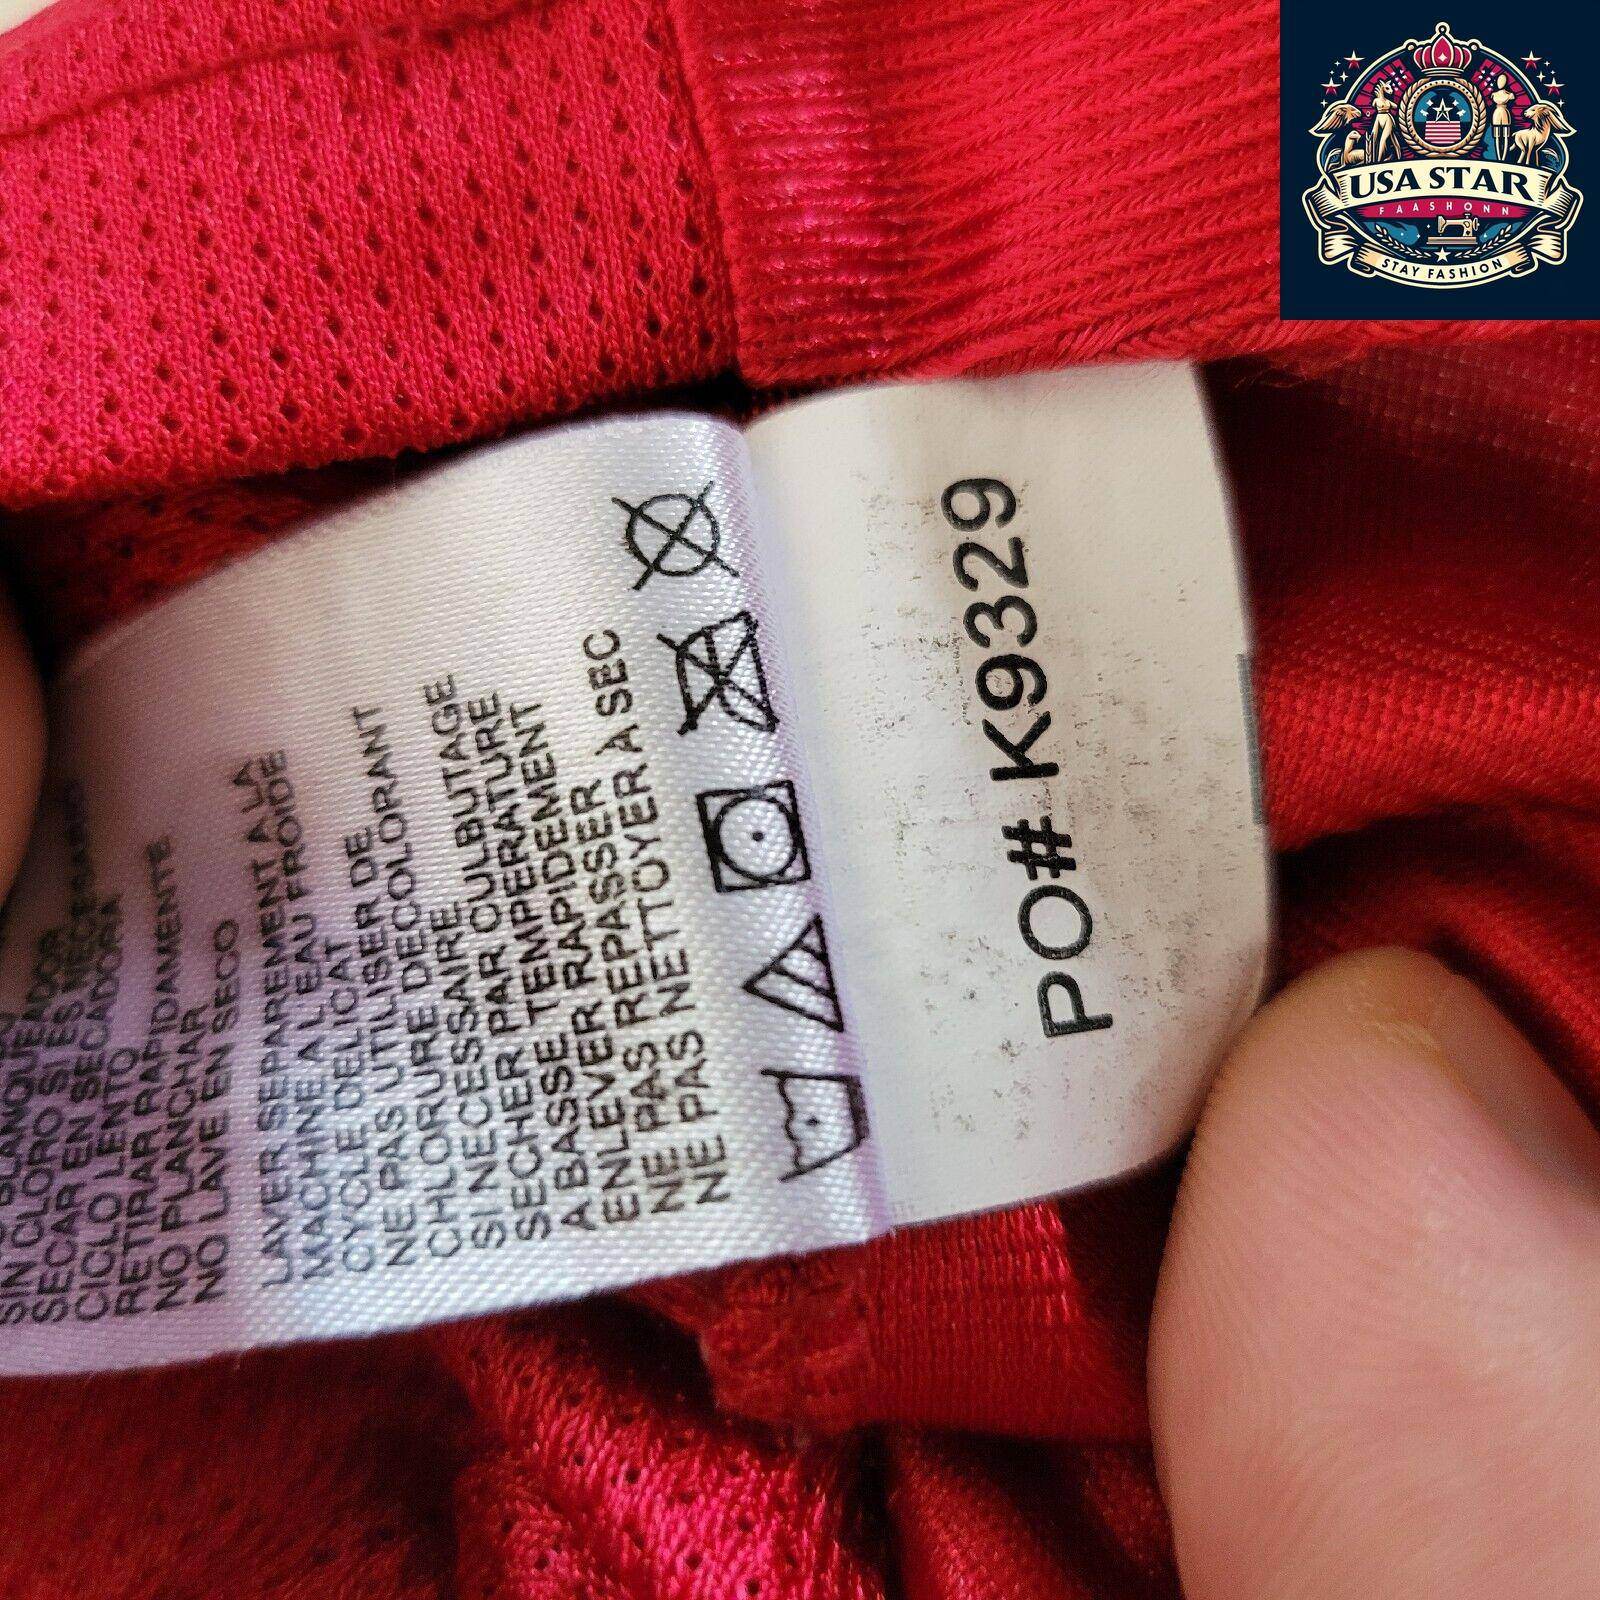 USA STAR
FAASHONN
STAY FASHION
SIN CLORO SI ES NECESARIO
SECAR EN SECADORA
CICLO LENTO
RETIRAR RAPIDAMENTE
NO PLANCHAR
NO LAVE EN SECO
LAVER SEPAREMENT A LA
MACHINE A L'EAU FROIDE
CYCLE DELICAT
NE PAS UTILISER DE
CHLORURE DECOLORANT
SI NECESSAIRE
SECHER PAR CULBUTAGE
A BASSE TEMPERATURE
ENLEVER RAPIDEMENT
NE PAS REPASSER
NE PAS NETTOYER A SEC
PO# K9329